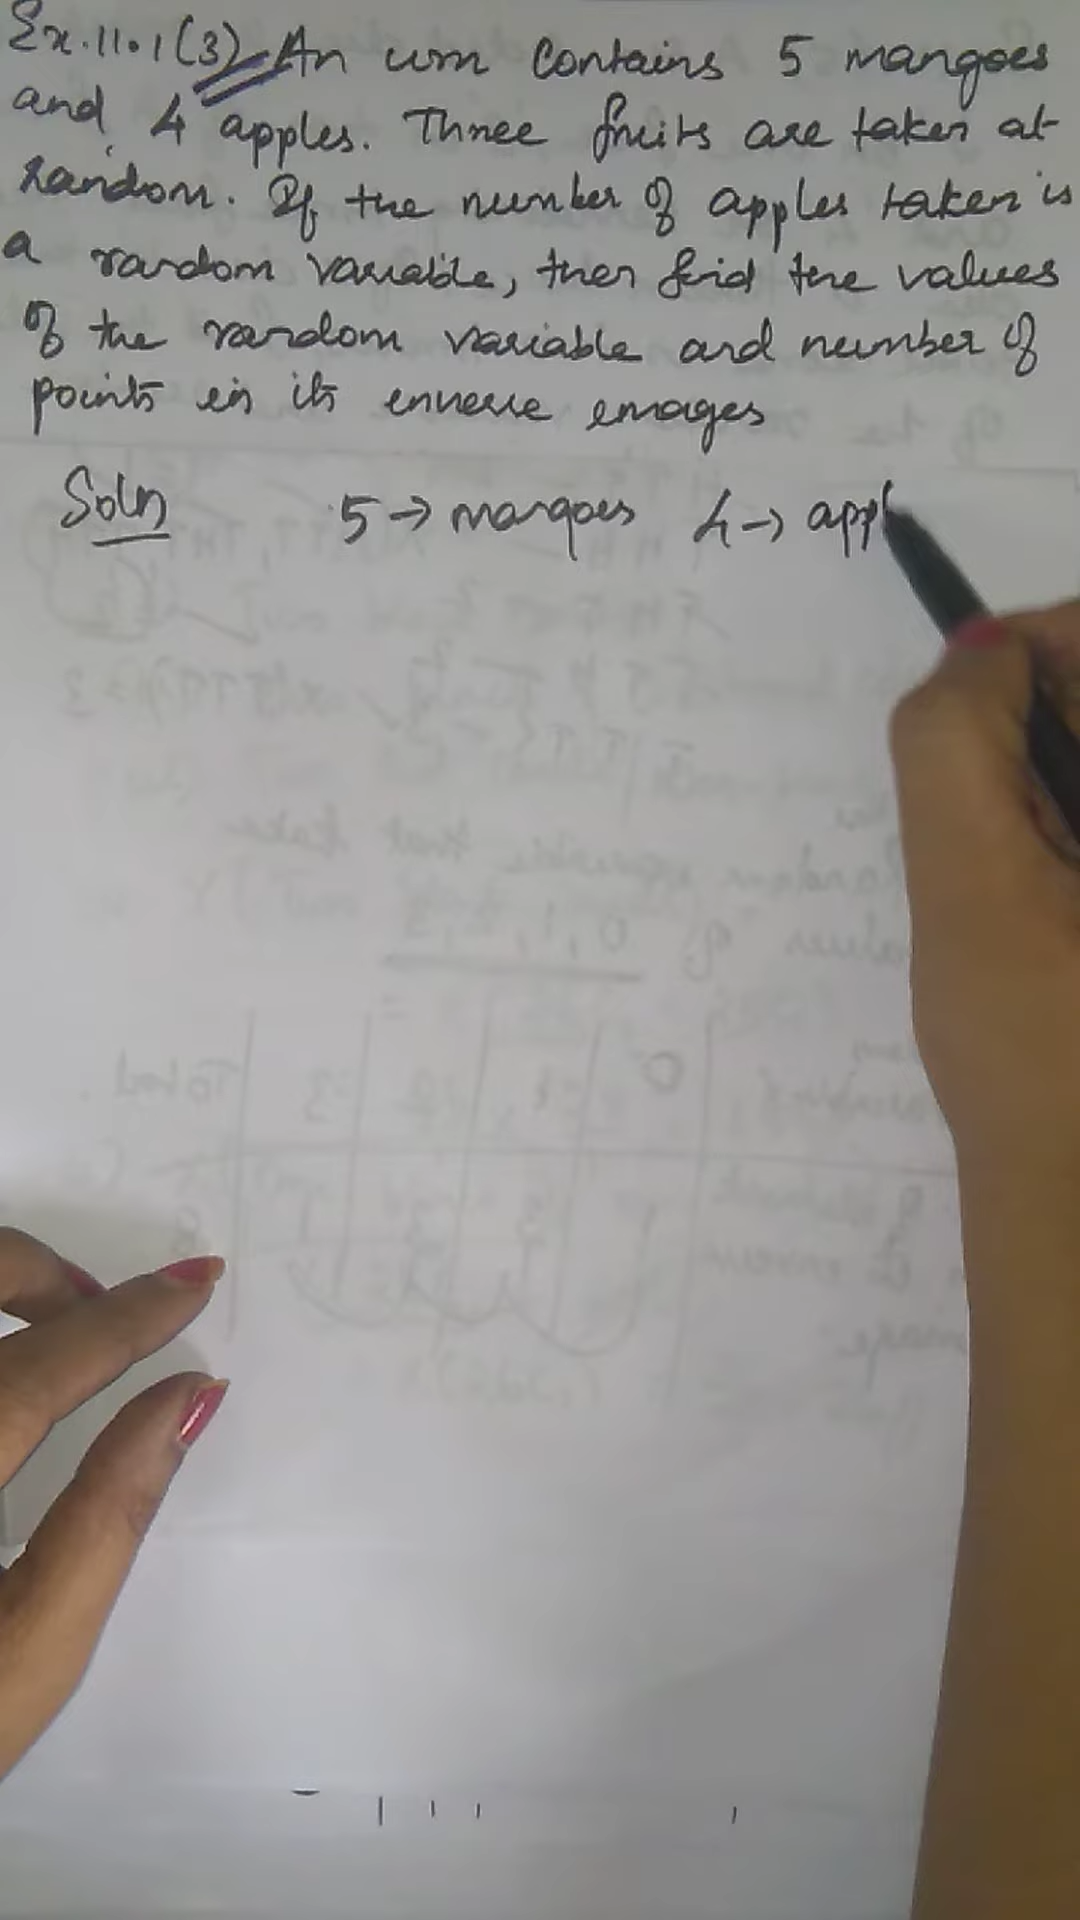 Ex.11.1(3) An urn Contains 5 mangoes
and 4 apples. Three fruits are taken at
random. If the number of apples taken is
a random variable, then find the values
of the random variable and number of
points in its inverse images
Soln 5 → mangoes 4 → appl